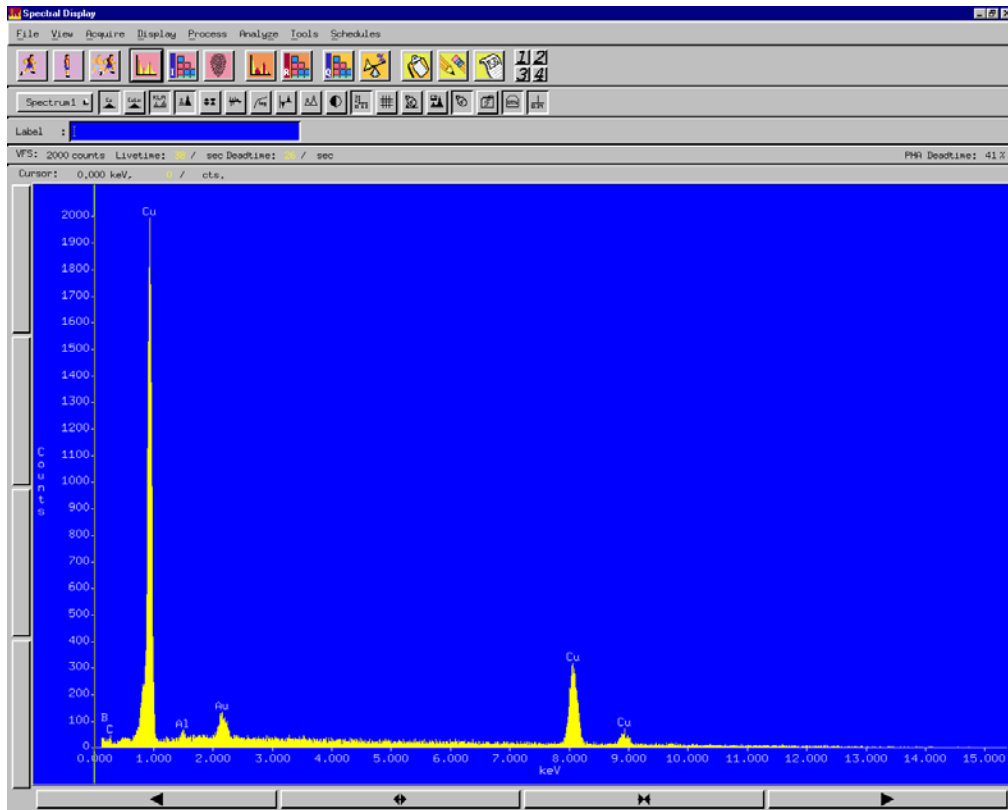 Spectral Display
File View Acquire Display Process Analyze Tools Schedules
1 2
3 4
Spectrum1
Label :
VFS: 2000 counts Livetime: / sec Deadtime: / sec PHA Deadtime: 41 %
Cursor: 0.000 keV, 0 / cts.
Counts
2000
1900
1800
1700
1600
1500
1400
1300
1200
1100
1000
900
800
700
600
500
400
300
200
100
0
Cu
B
C
Al
Au
Cu
Cu
0.000 1.000 2.000 3.000 4.000 5.000 6.000 7.000 8.000 9.000 10.000 11.000 12.000 13.000 14.000 15.000
keV